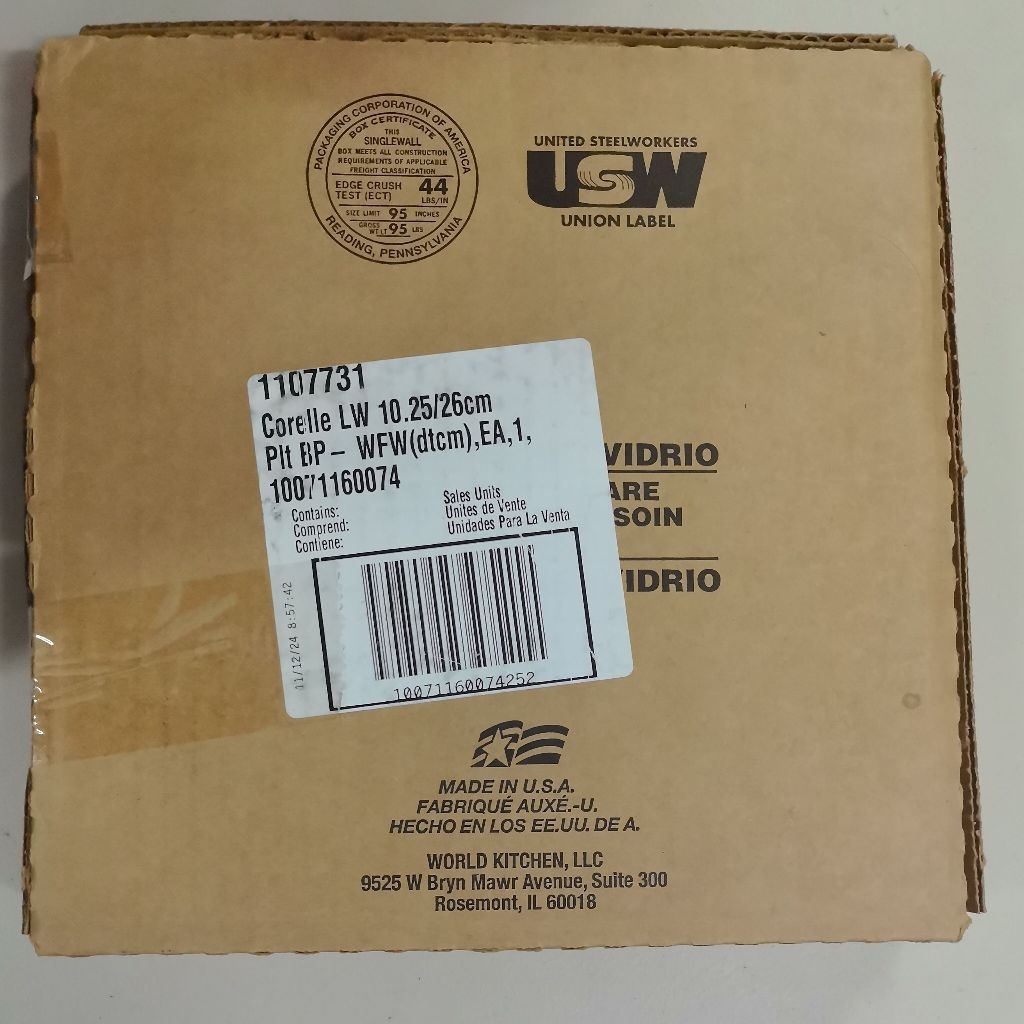 PACKAGING CORPORATION OF AMERICA
BOX CERTIFICATE
THIS
SINGLEWALL
BOX MEETS ALL CONSTRUCTION
REQUIREMENTS OF APPLICABLE
FREIGHT CLASSIFICATION
EDGE CRUSH
TEST (ECT)
44
LBS/IN
SIZE LIMIT 95 INCHES
GROSS
WT LT 95 LBS
READING, PENNSYLVANIA
UNITED STEELWORKERS
USW
UNION LABEL
1107731
Corelle LW 10.25/26cm
Plt BP – WFW(dtcm),EA,1,
10071160074
Contains: Sales Units
Comprend: Unites de Vente
Contiene: Unidades Para La Venta
11/12/24 8:57:42
10071160074252
VIDRIO
ARE
SOIN
VIDRIO
MADE IN U.S.A.
FABRIQUÉ AUXÉ.-U.
HECHO EN LOS EE.UU. DE A.
WORLD KITCHEN, LLC
9525 W Bryn Mawr Avenue, Suite 300
Rosemont, IL 60018